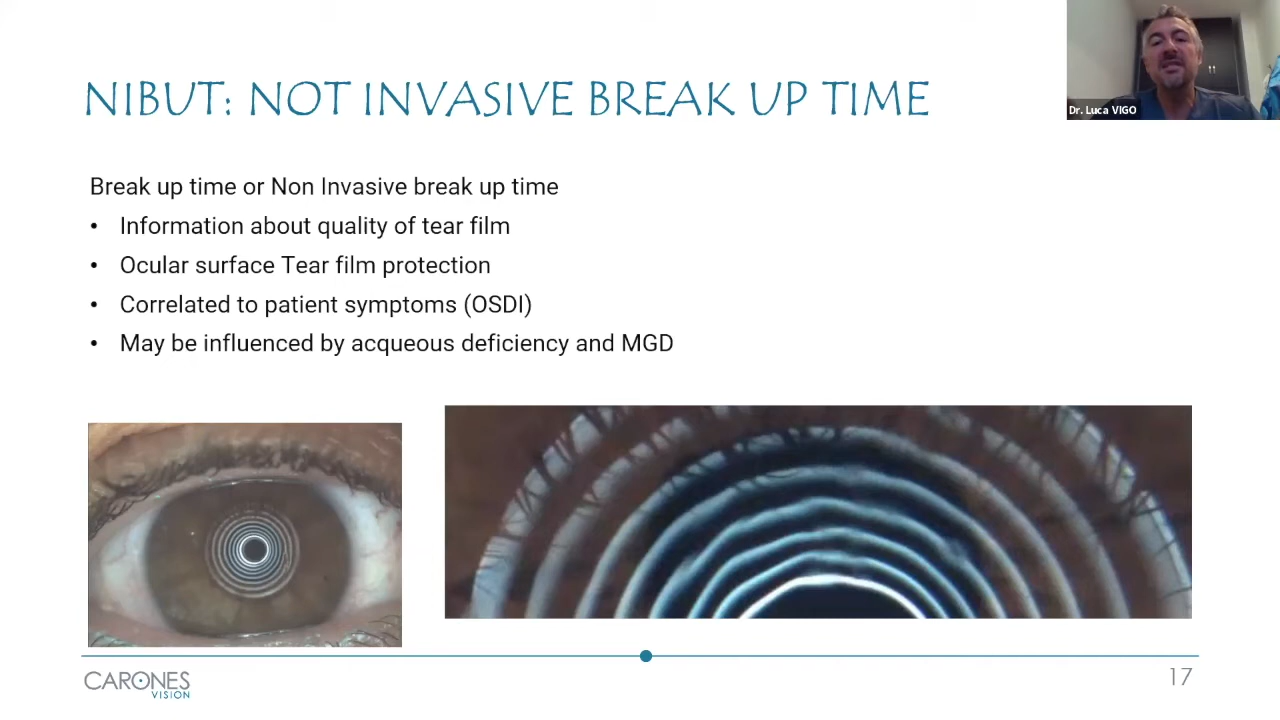 NIBUT: NOT INVASIVE BREAK UP TIME
Dr. Luca VIGO
Break up time or Non Invasive break up time
• Information about quality of tear film
• Ocular surface Tear film protection
• Correlated to patient symptoms (OSDI)
• May be influenced by acqueous deficiency and MGD
CARONES
VISION
17